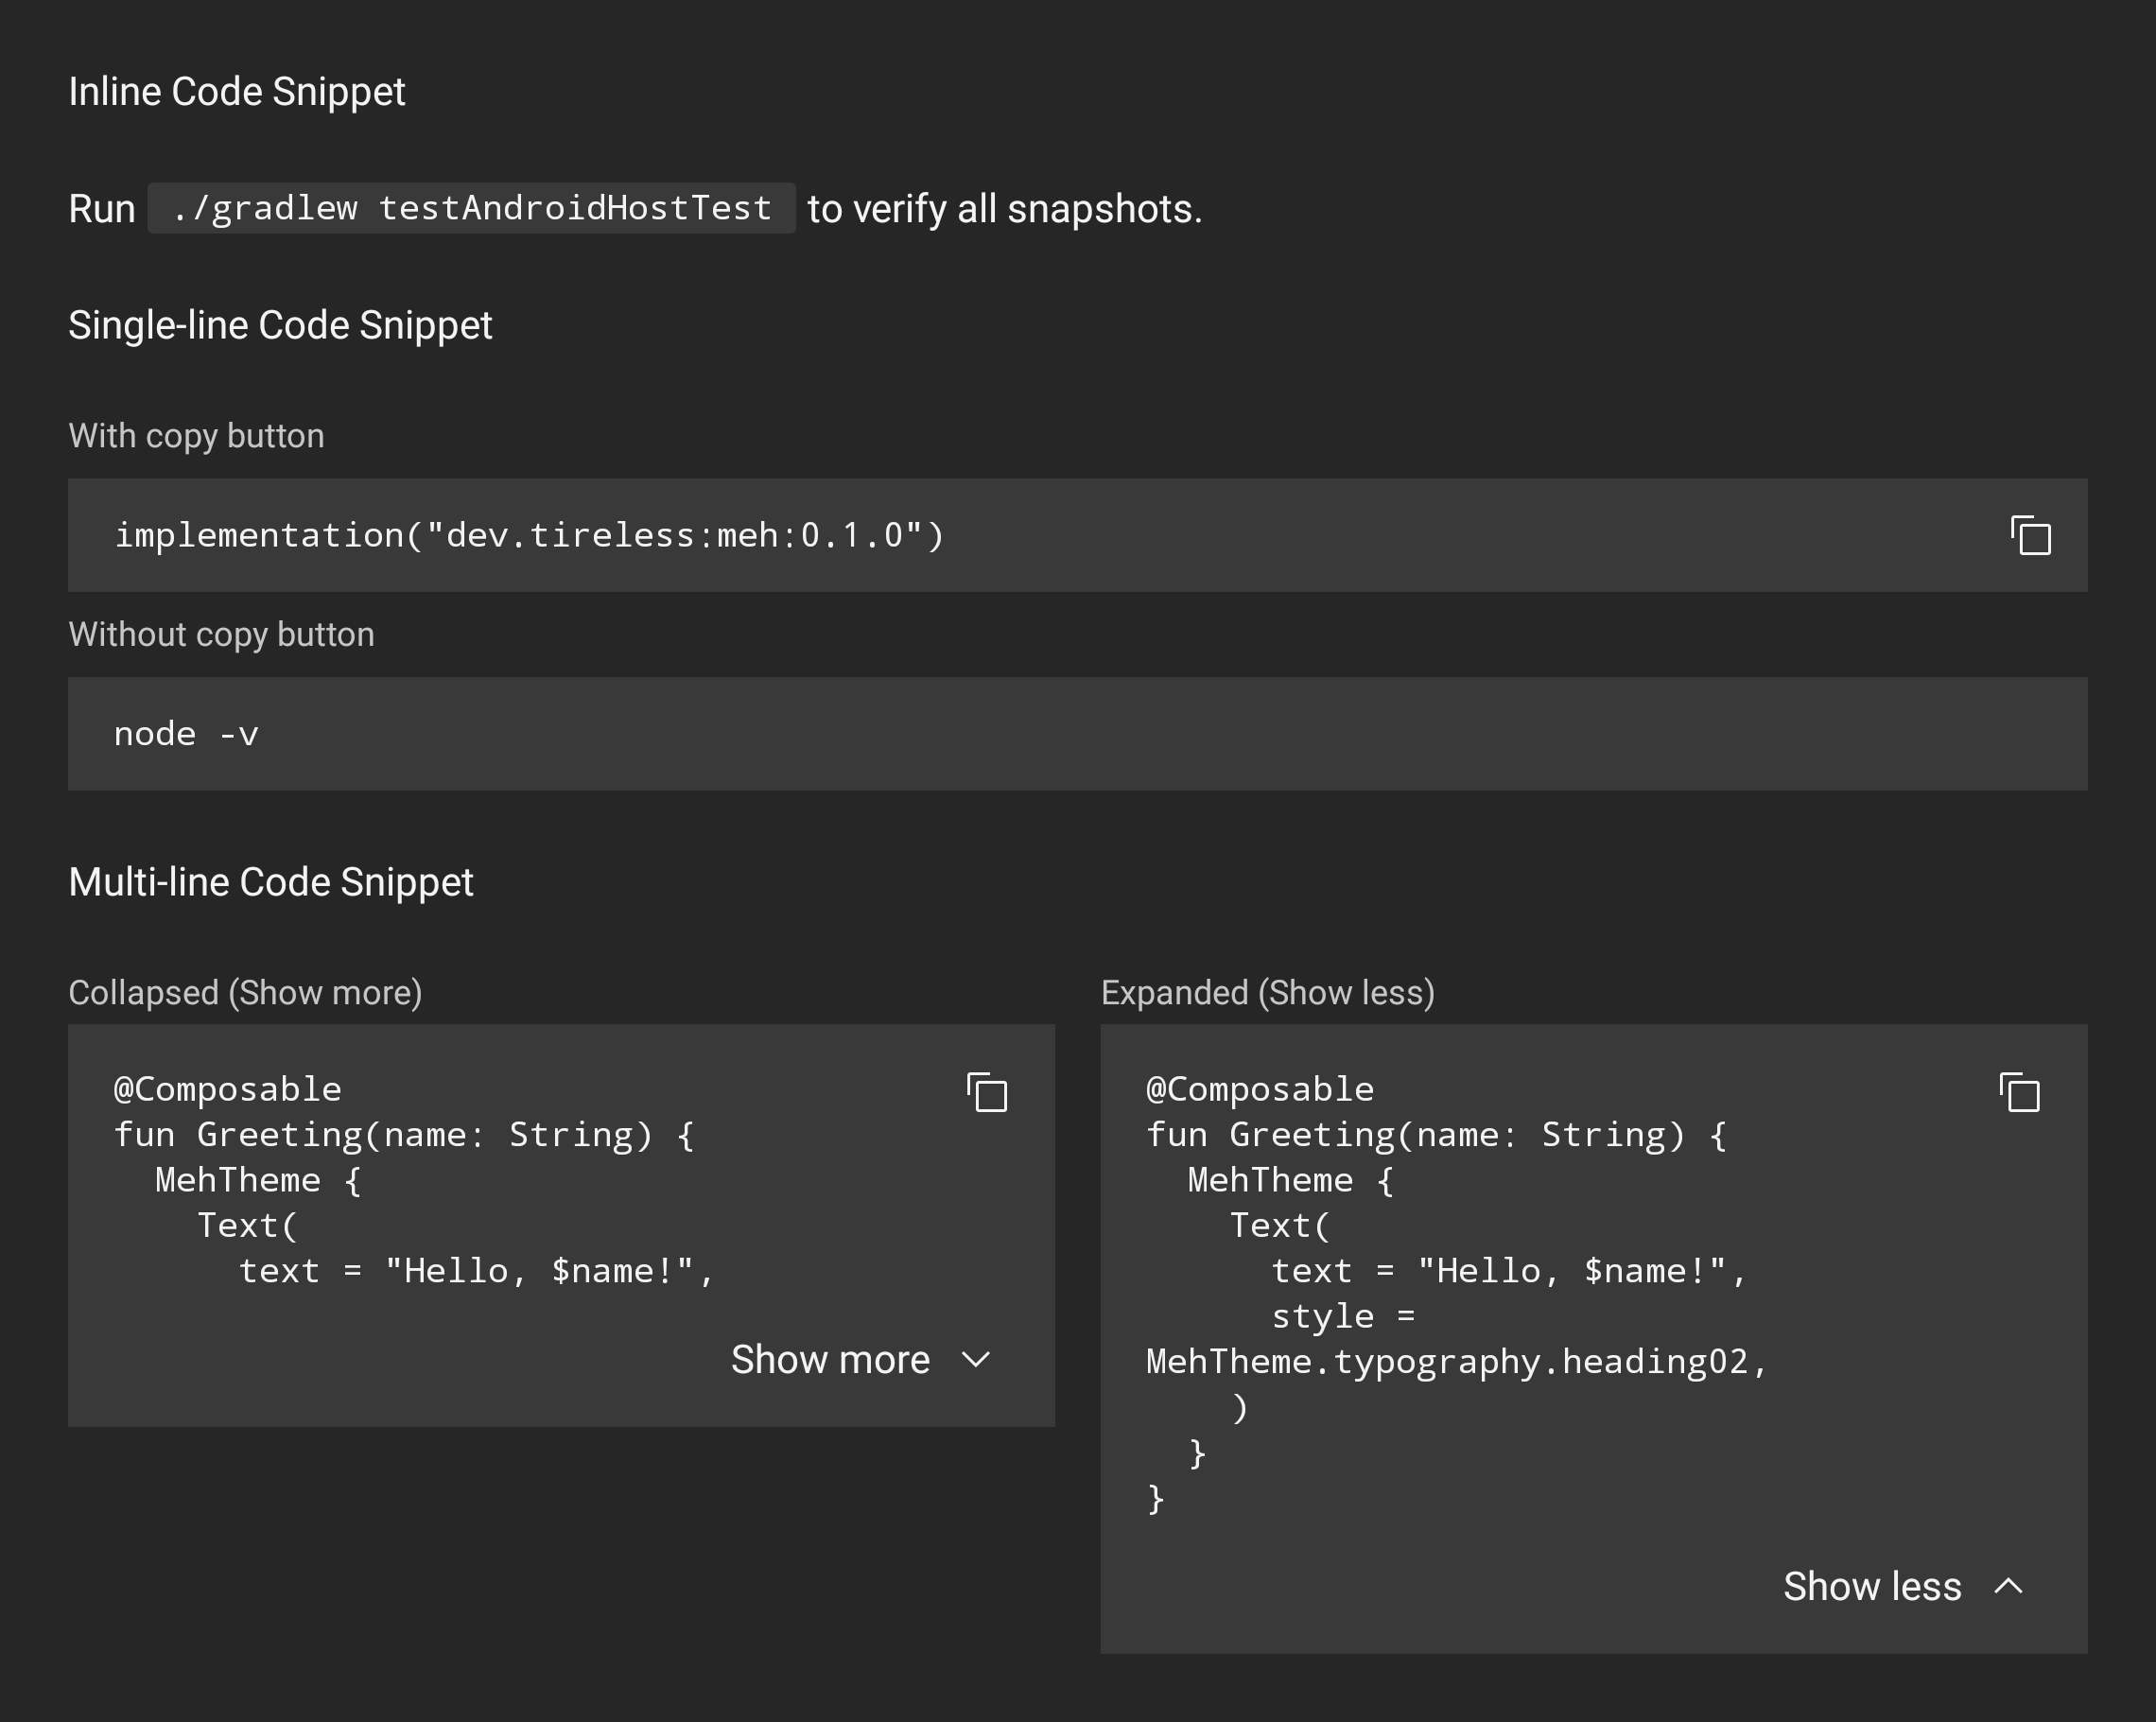 Inline Code Snippet
Run ./gradlew testAndroidHostTest to verify all snapshots.
Single-line Code Snippet
With copy button
implementation("dev.tireless:meh:0.1.0")
Without copy button
node -v
Multi-line Code Snippet
Collapsed (Show more)
@Composable
fun Greeting(name: String) {
  MehTheme {
    Text(
      text = "Hello, $name!",
Show more
Expanded (Show less)
@Composable
fun Greeting(name: String) {
  MehTheme {
    Text(
      text = "Hello, $name!",
      style =
MehTheme.typography.heading02,
    )
  }
}
Show less